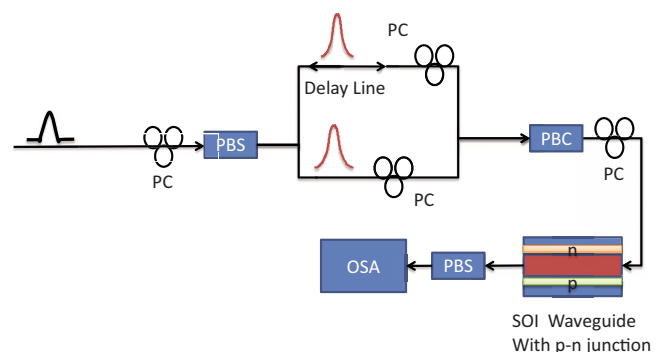 PC
Delay Line
PBS
PC
PC
PBC
PC
OSA
PBS
n
p
SOI Waveguide
With p-n junction